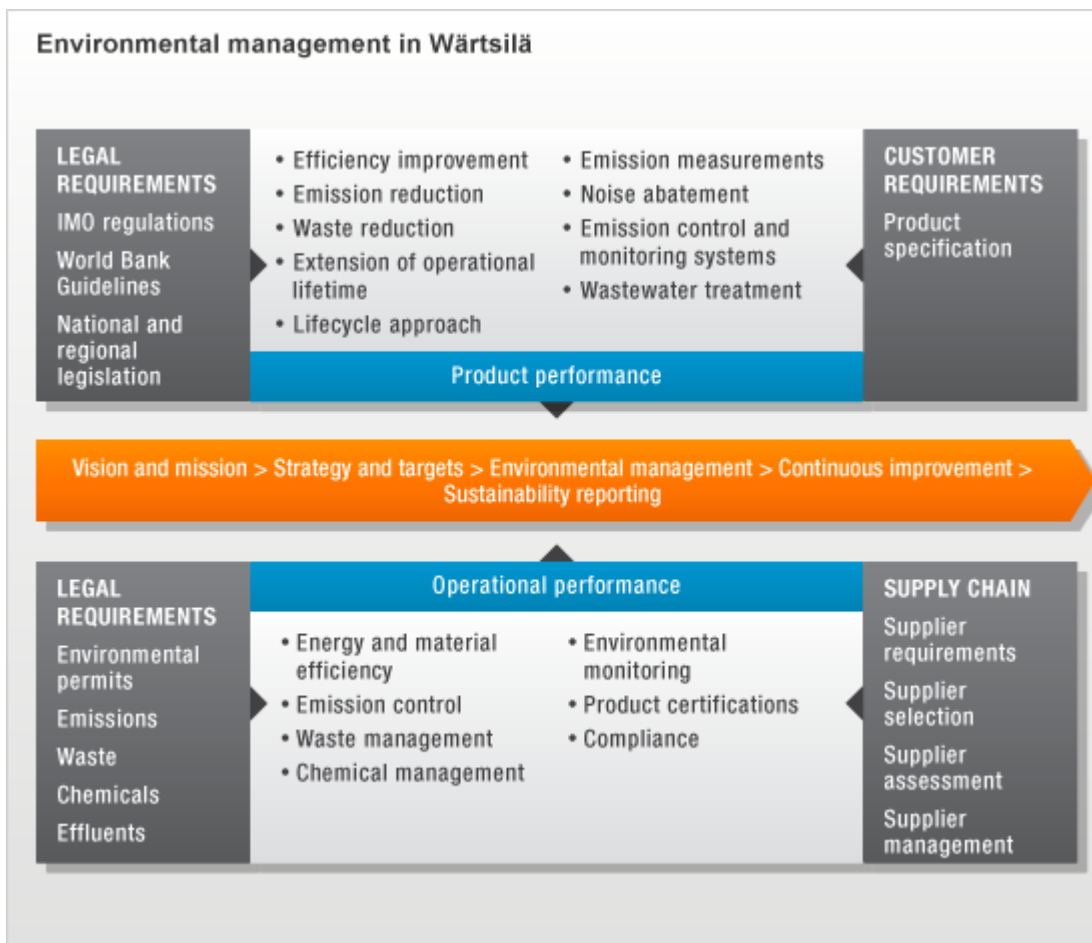 Environmental management in Wärtsilä
LEGAL
REQUIREMENTS
IMO regulations
World Bank
Guidelines
National and
regional
legislation
• Efficiency improvement
• Emission reduction
• Waste reduction
• Extension of operational
lifetime
• Lifecycle approach
• Emission measurements
• Noise abatement
• Emission control and
monitoring systems
• Wastewater treatment
CUSTOMER
REQUIREMENTS
Product
specification
Product performance
Vision and mission > Strategy and targets > Environmental management > Continuous improvement >
Sustainability reporting
LEGAL
REQUIREMENTS
Environmental
permits
Emissions
Waste
Chemicals
Effluents
Operational performance
• Energy and material
efficiency
• Emission control
• Waste management
• Chemical management
• Environmental
monitoring
• Product certifications
• Compliance
SUPPLY CHAIN
Supplier
requirements
Supplier
selection
Supplier
assessment
Supplier
management